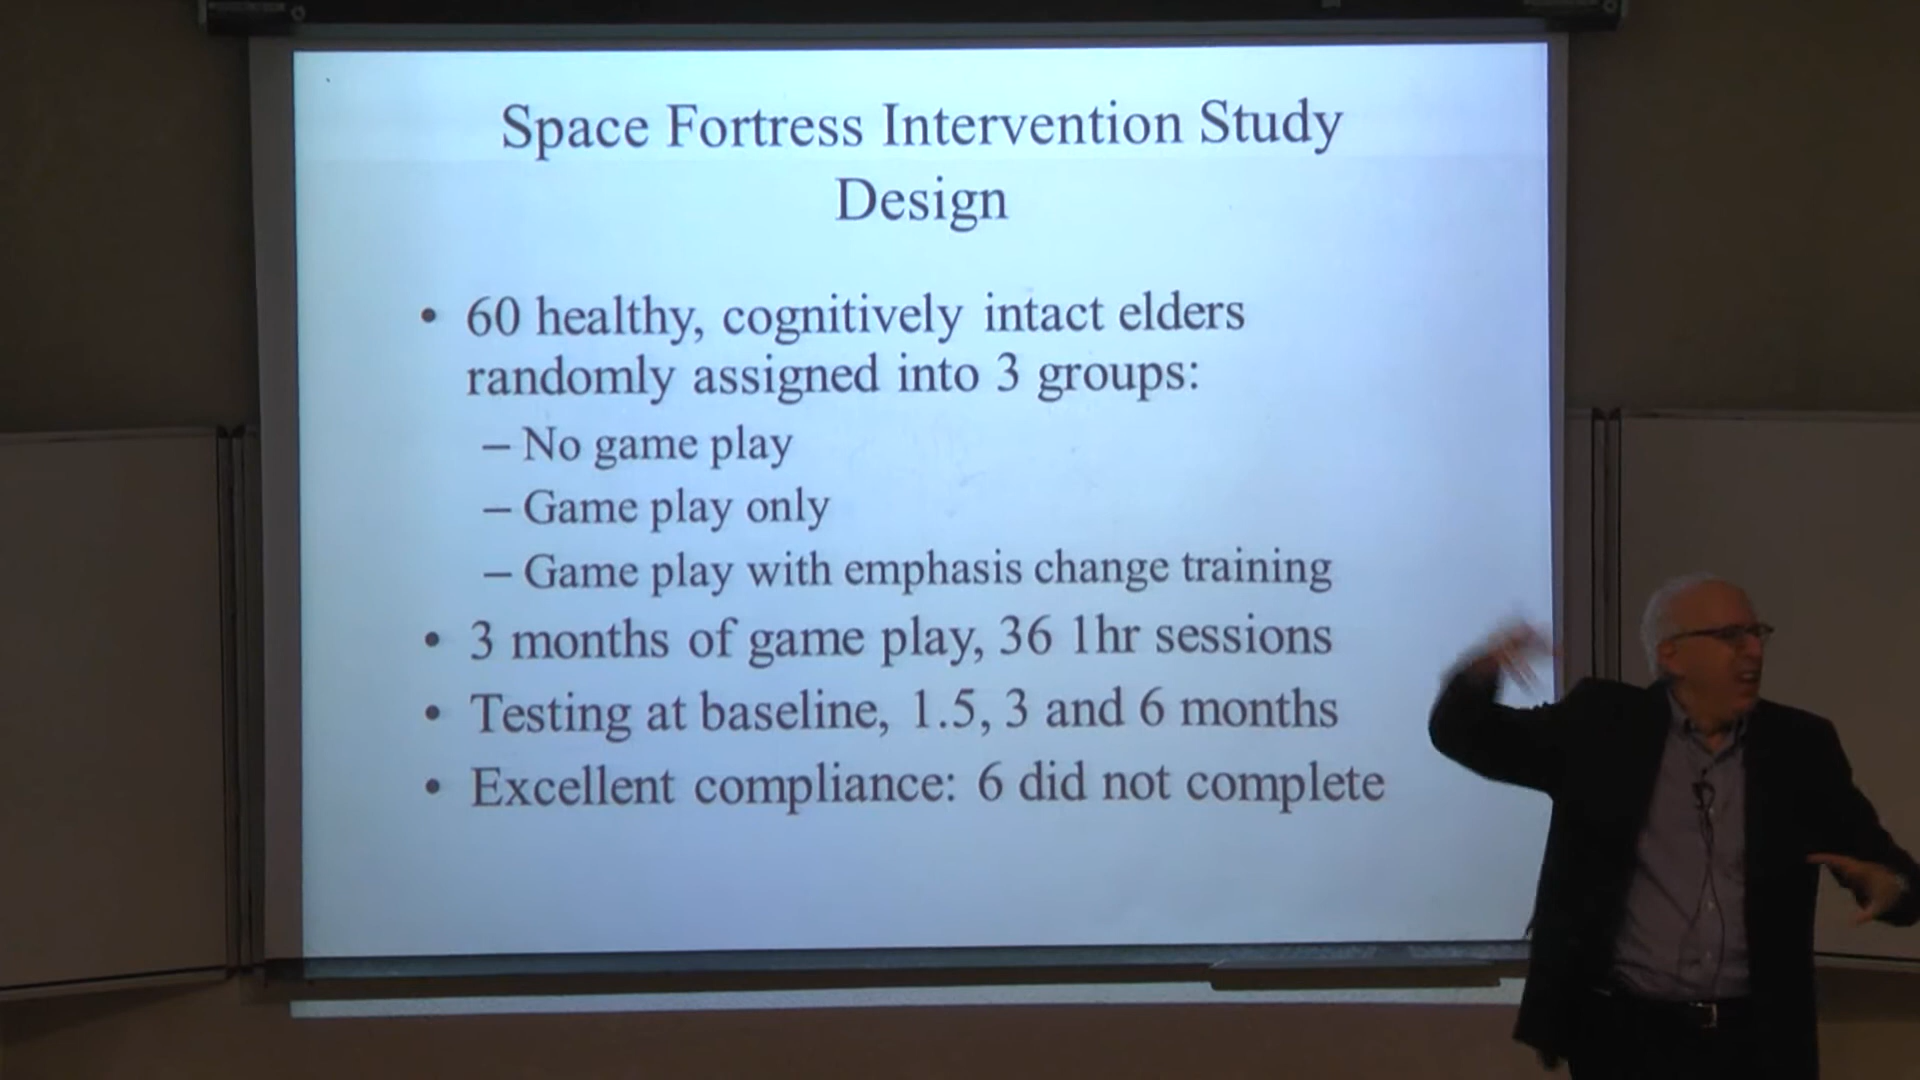 Space Fortress Intervention Study
Design
• 60 healthy, cognitively intact elders
randomly assigned into 3 groups:
– No game play
– Game play only
– Game play with emphasis change training
• 3 months of game play, 36 1hr sessions
• Testing at baseline, 1.5, 3 and 6 months
• Excellent compliance: 6 did not complete